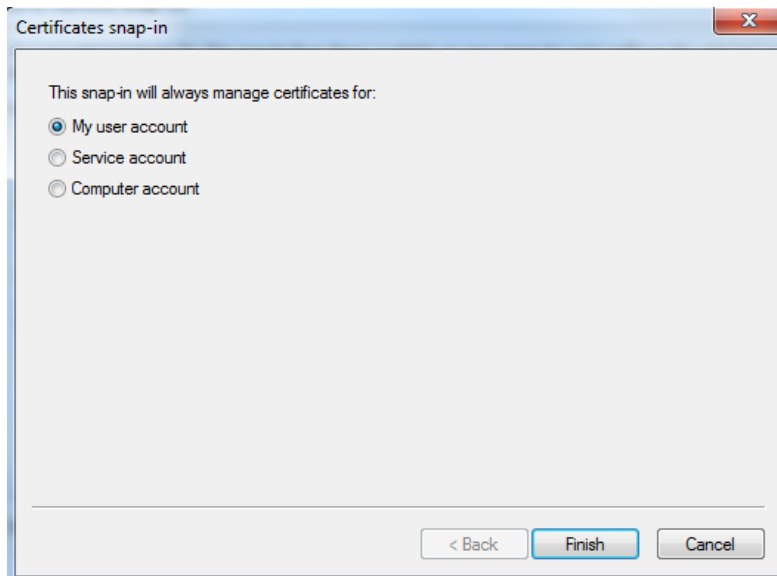 Certificates snap-in
This snap-in will always manage certificates for:
My user account
Service account
Computer account
< Back Finish Cancel